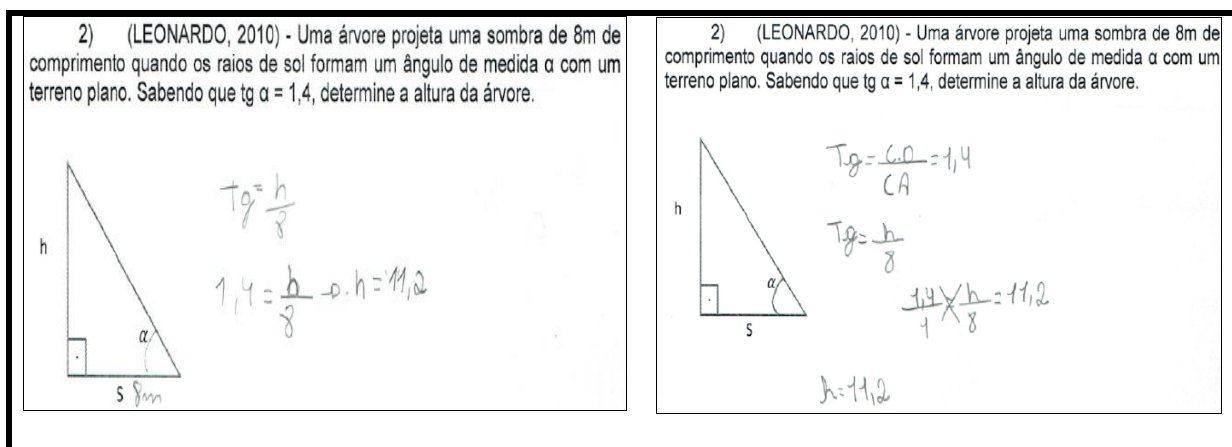 2) (LEONARDO, 2010) - Uma árvore projeta uma sombra de 8m de
comprimento quando os raios de sol formam um ângulo de medida α com um
terreno plano. Sabendo que tg α = 1,4, determine a altura da árvore.
Tg = h/8
h
1,4 = h/8 → h = 11,2
α
s 8m
2) (LEONARDO, 2010) - Uma árvore projeta uma sombra de 8m de
comprimento quando os raios de sol formam um ângulo de medida α com um
terreno plano. Sabendo que tg α = 1,4, determine a altura da árvore.
Tg = C.O/CA = 1,4
h
Tg = h/8
α
1,4/1 X h/8 = 11,2
s
h = 11,2